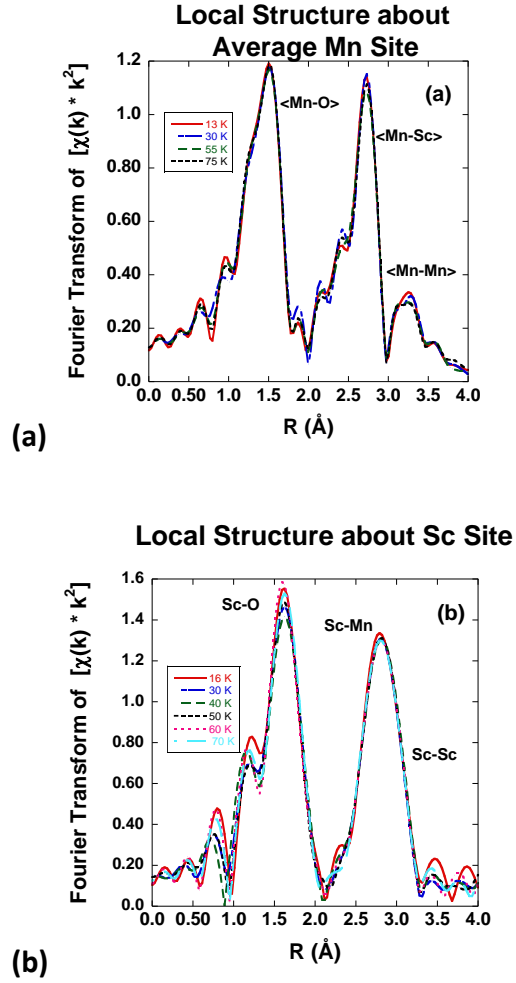 Local Structure about
Average Mn Site
(a)
<Mn-O>
<Mn-Sc>
<Mn-Mn>
13 K
30 K
55 K
75 K
1.2
1.0
0.80
0.60
0.40
0.20
0.0
0.0 0.5 1.0 1.5 2.0 2.5 3.0 3.5 4.0
R (Å)
Fourier Transform of [χ(k) * k²]
(a)
Local Structure about Sc Site
(b)
Sc-O
Sc-Mn
Sc-Sc
16 K
30 K
40 K
50 K
60 K
70 K
1.6
1.4
1.2
1.0
0.80
0.60
0.40
0.20
0.0
0.0 0.5 1.0 1.5 2.0 2.5 3.0 3.5 4.0
R (Å)
Fourier Transform of [χ(k) * k²]
(b)